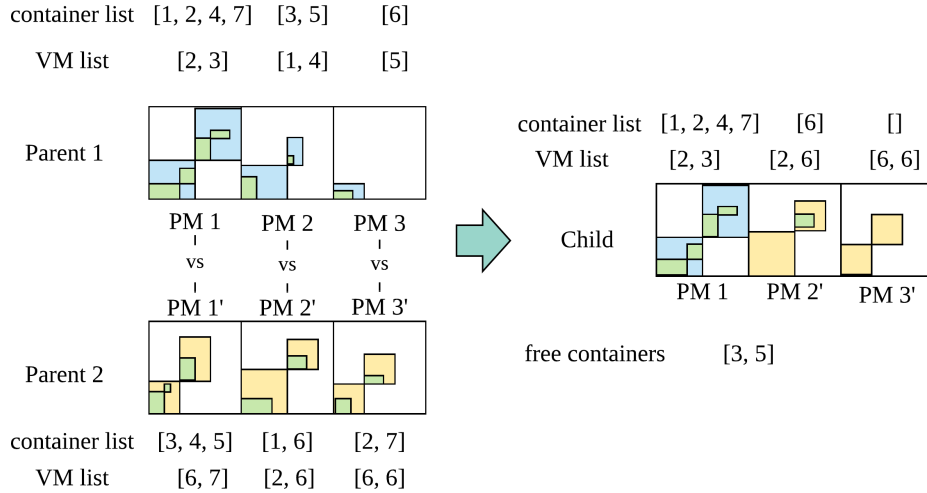 container list [1, 2, 4, 7] [3, 5] [6]
VM list [2, 3] [1, 4] [5]
Parent 1
PM 1 PM 2 PM 3
vs vs vs
PM 1' PM 2' PM 3'
Parent 2
container list [3, 4, 5] [1, 6] [2, 7]
VM list [6, 7] [2, 6] [6, 6]
container list [1, 2, 4, 7] [6] []
VM list [2, 3] [2, 6] [6, 6]
Child
PM 1 PM 2' PM 3'
free containers [3, 5]